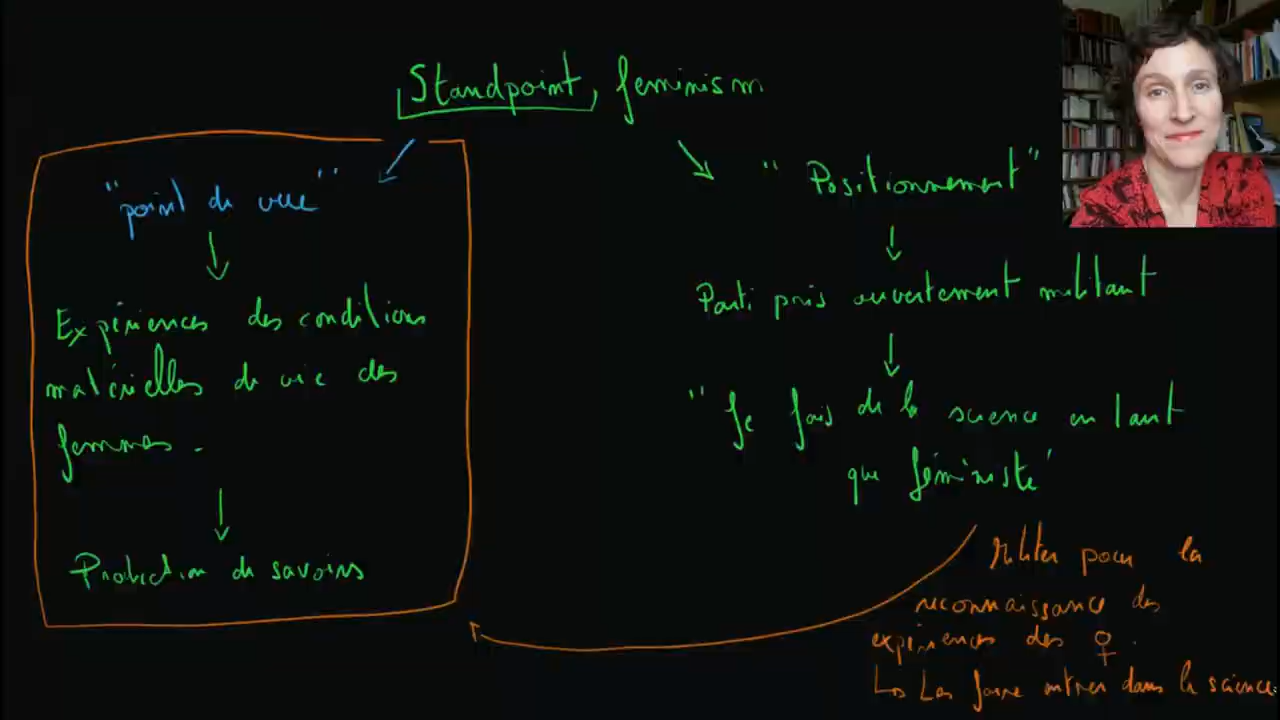 Standpoint, feminism
"point de vue"
Expériences des conditions
matérielles de vie des
femmes.
Production de savoirs
"Positionnement"
Parti pris ouvertement militant
"Je fais de la science en tant
que féministe"
Militer pour la
reconnaissance des
expériences des ♀.
↳ Les faire entrer dans la science